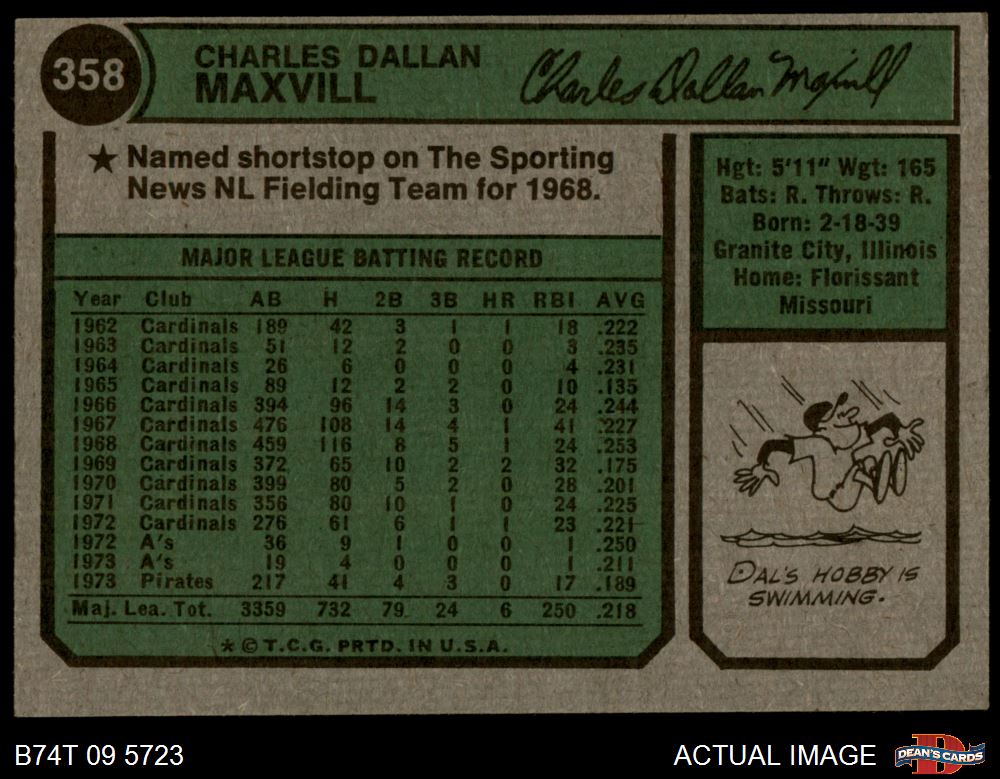 358
CHARLES DALLAN
MAXVILL
Charles Dallan Maxvill
★ Named shortstop on The Sporting
News NL Fielding Team for 1968.
MAJOR LEAGUE BATTING RECORD
Year Club AB H 2B 3B HR RBI AVG
1962 Cardinals 189 42 3 1 1 18 .222
1963 Cardinals 51 12 2 0 0 3 .235
1964 Cardinals 26 6 0 0 0 4 .231
1965 Cardinals 89 12 2 2 0 10 .135
1966 Cardinals 394 96 14 3 0 24 .244
1967 Cardinals 476 108 14 4 1 41 .227
1968 Cardinals 459 116 8 5 1 24 .253
1969 Cardinals 372 65 10 2 2 32 .175
1970 Cardinals 399 80 5 2 0 28 .201
1971 Cardinals 356 80 10 1 0 24 .225
1972 Cardinals 276 61 6 1 1 23 .221
1972 A's 36 9 1 0 0 1 .250
1973 A's 19 4 0 0 0 1 .211
1973 Pirates 217 41 4 3 0 17 .189
Maj. Lea. Tot. 3359 732 79 24 6 250 .218
* © T.C.G. PRTD. IN U.S.A.
Hgt: 5'11" Wgt: 165
Bats: R. Throws: R.
Born: 2-18-39
Granite City, Illinois
Home: Florissant
Missouri
DAL'S HOBBY IS
SWIMMING.
B74T 09 5723
ACTUAL IMAGE
DEAN'S CARDS